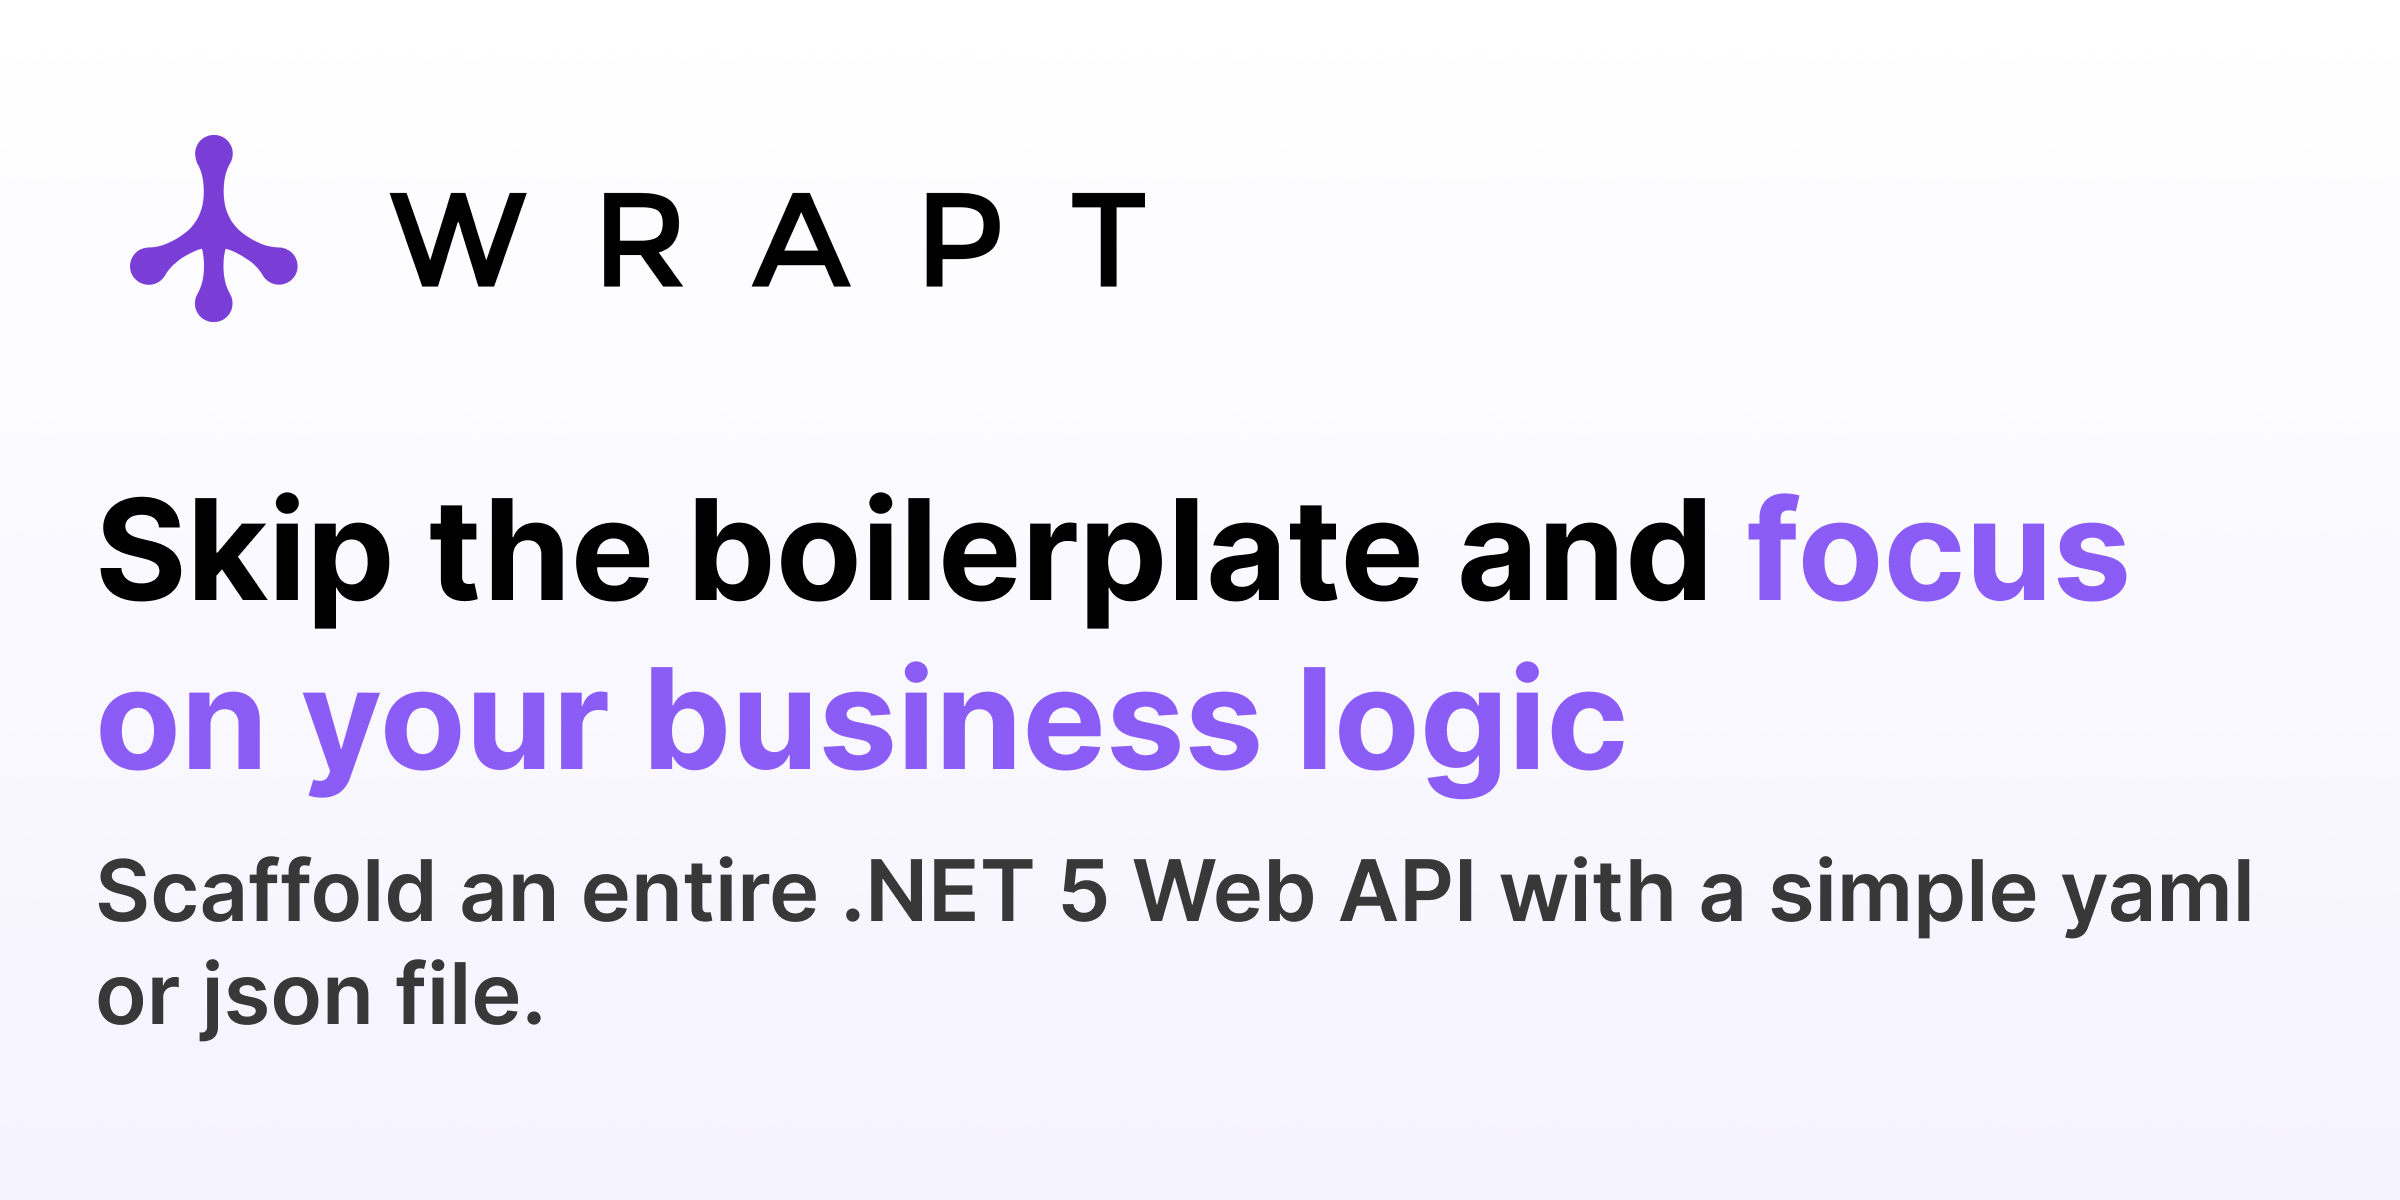 WRAPT
Skip the boilerplate and focus
on your business logic
Scaffold an entire .NET 5 Web API with a simple yaml
or json file.